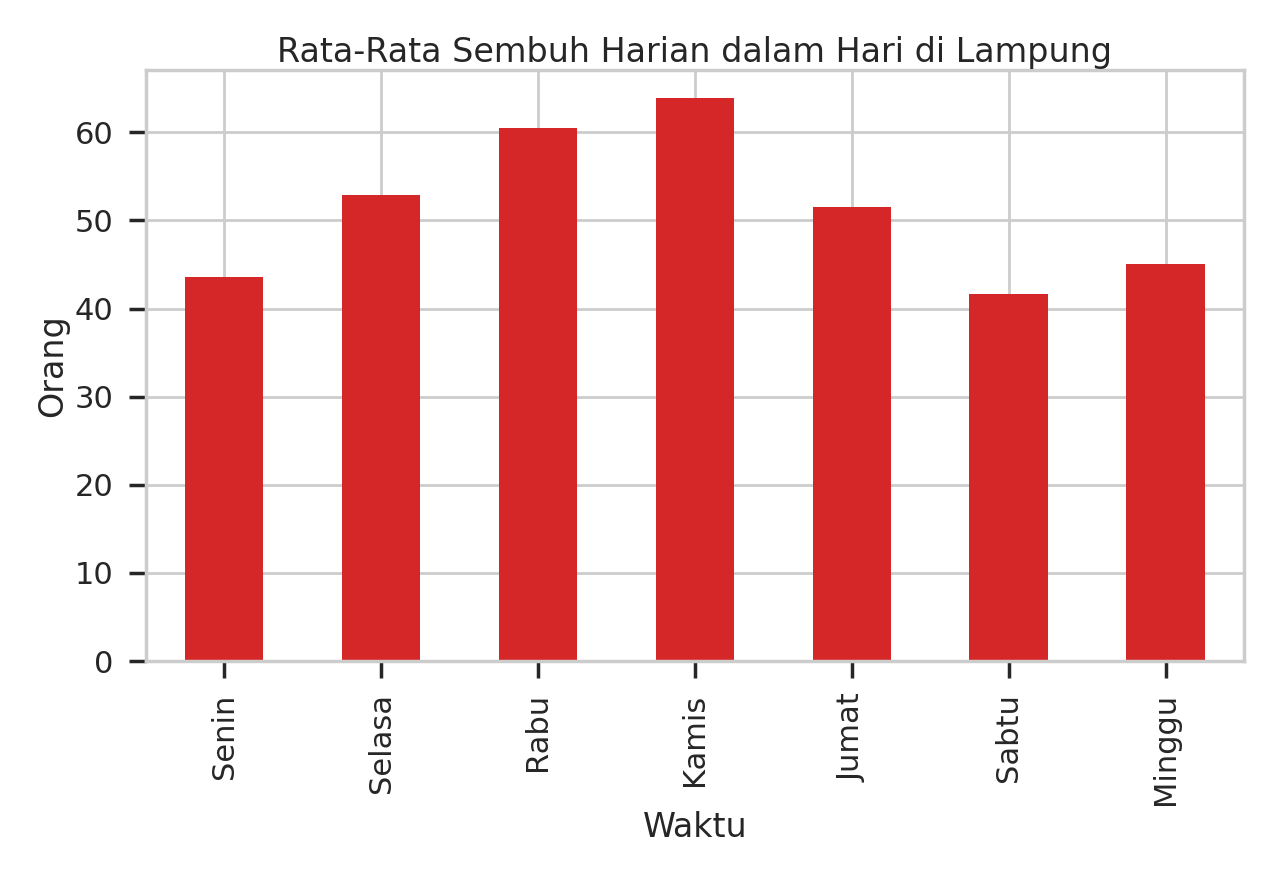 Rata-Rata Sembuh Harian dalam Hari di Lampung
Orang
60
50
40
30
20
10
0
Senin
Selasa
Rabu
Kamis
Jumat
Sabtu
Minggu
Waktu